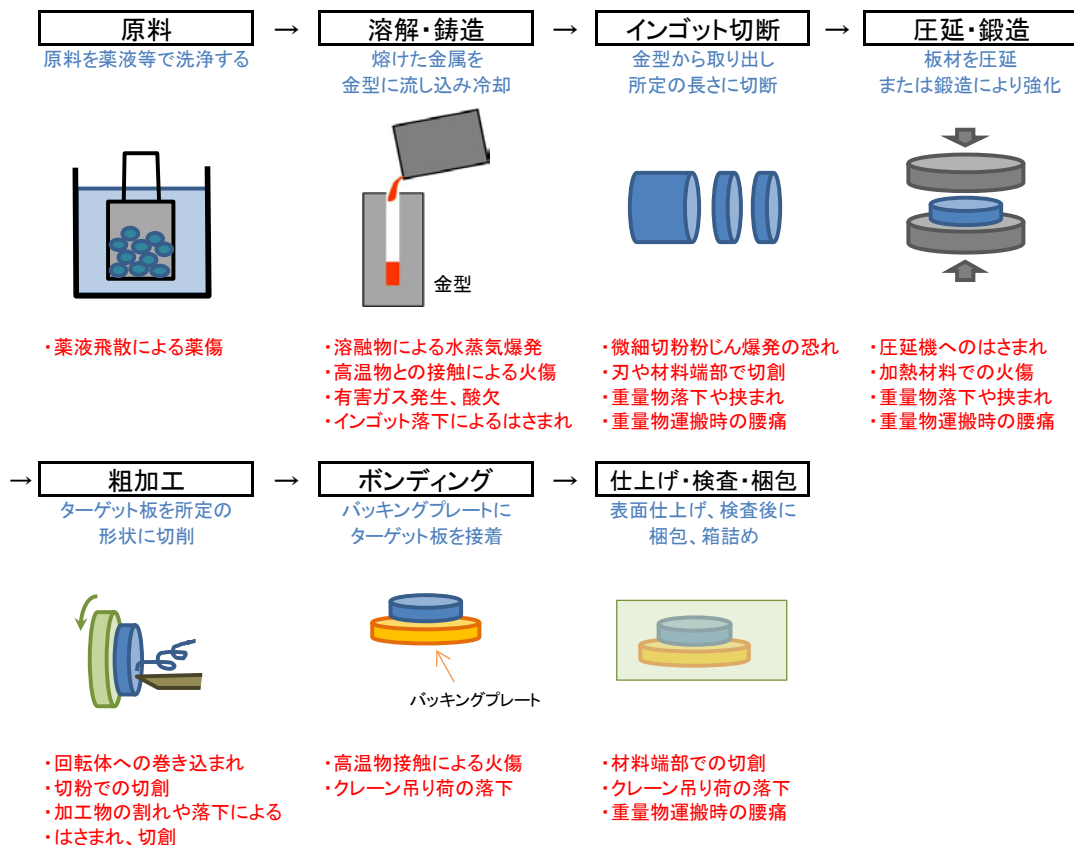 原料 → 溶解・鋳造 → インゴット切断 → 圧延・鍛造
原料を薬液等で洗浄する
熔けた金属を
金型に流し込み冷却
金型から取り出し
所定の長さに切断
板材を圧延
または鍛造により強化
金型
・薬液飛散による薬傷
・溶融物による水蒸気爆発
・高温物との接触による火傷
・有害ガス発生、酸欠
・インゴット落下によるはさまれ
・微細切粉粉じん爆発の恐れ
・刃や材料端部で切創
・重量物落下や挟まれ
・重量物運搬時の腰痛
・圧延機へのはさまれ
・加熱材料での火傷
・重量物落下や挟まれ
・重量物運搬時の腰痛
→ 粗加工 → ボンディング → 仕上げ・検査・梱包
ターゲット板を所定の
形状に切削
バッキングプレートに
ターゲット板を接着
表面仕上げ、検査後に
梱包、箱詰め
バッキングプレート
・回転体への巻き込まれ
・切粉での切創
・加工物の割れや落下による
・はさまれ、切創
・高温物接触による火傷
・クレーン吊り荷の落下
・材料端部での切創
・クレーン吊り荷の落下
・重量物運搬時の腰痛